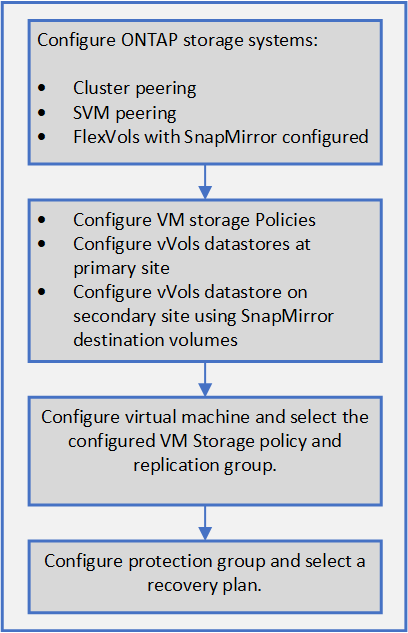 Configure ONTAP storage systems:
• Cluster peering
• SVM peering
• FlexVols with SnapMirror configured
• Configure VM storage Policies
• Configure vVols datastores at
primary site
• Configure vVols datastore on
secondary site using SnapMirror
destination volumes
Configure virtual machine and select the
configured VM Storage policy and
replication group.
Configure protection group and select a
recovery plan.